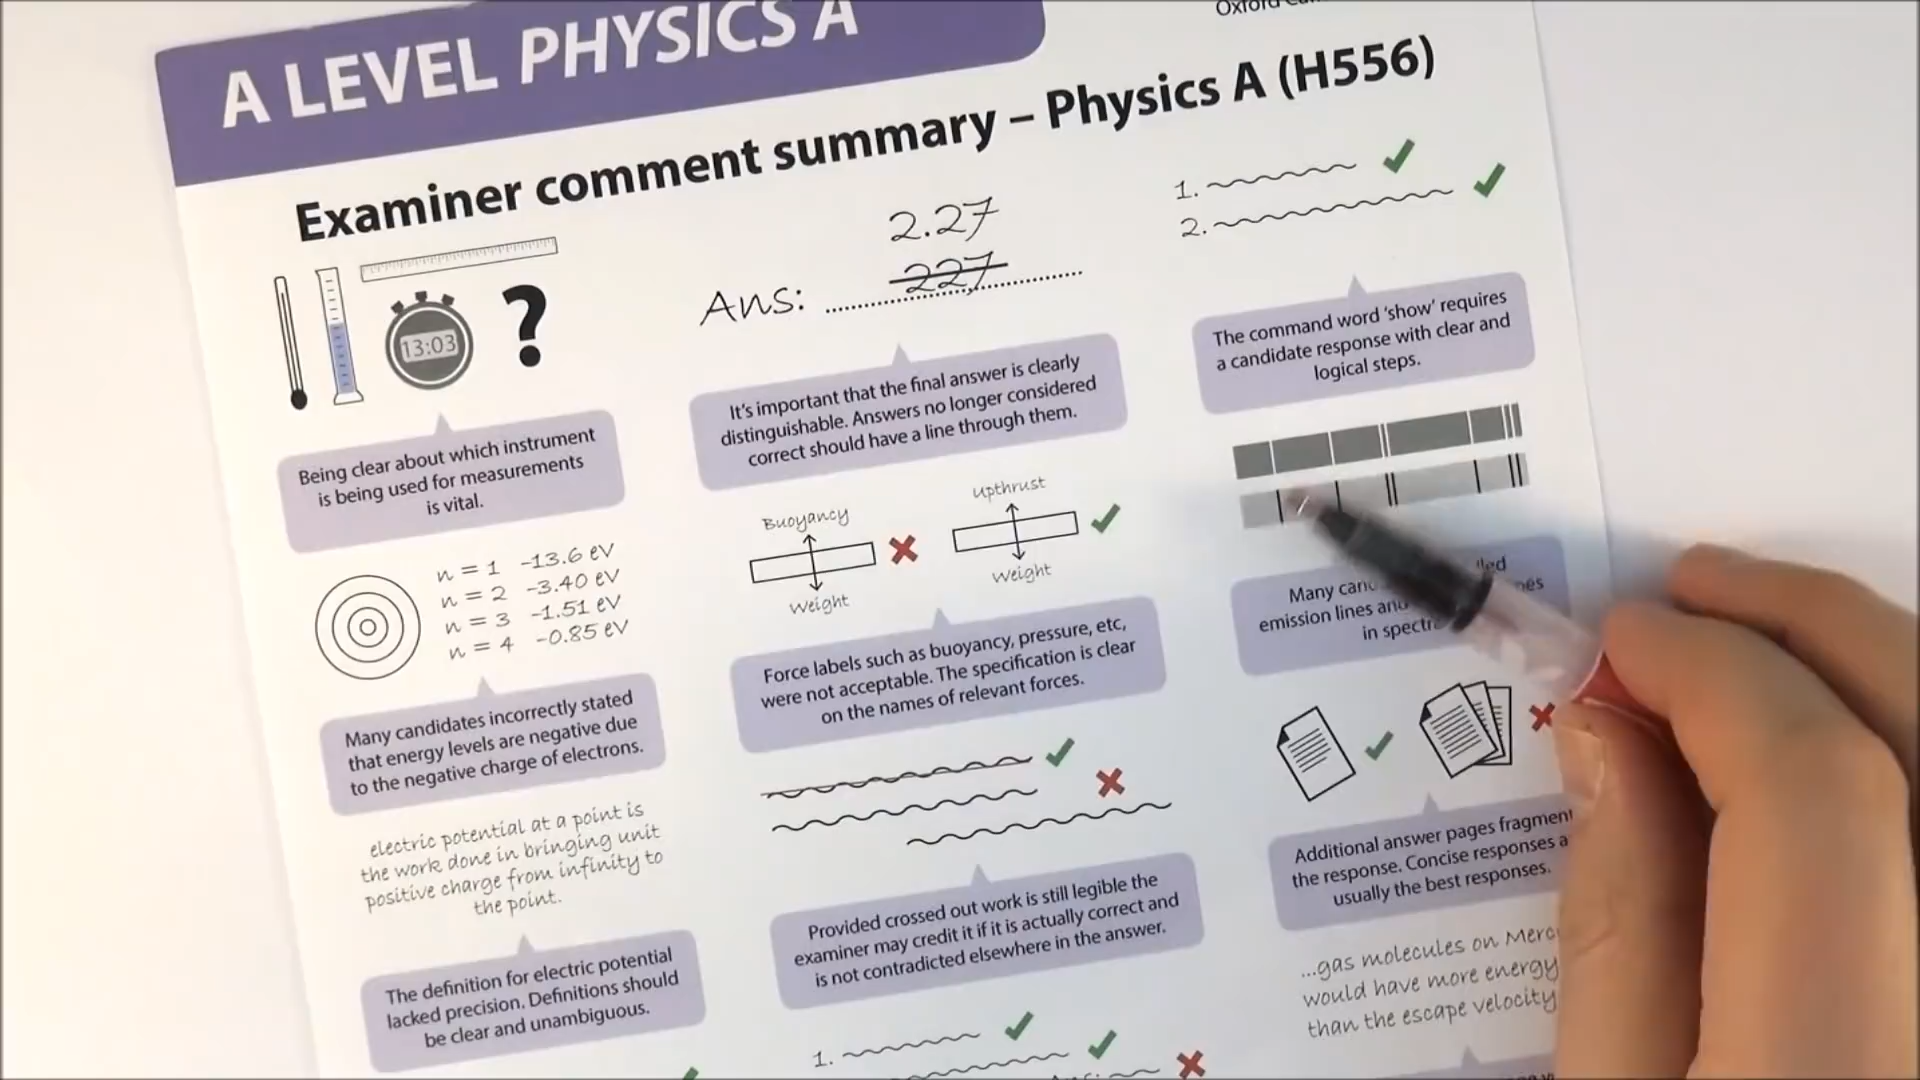 A LEVEL PHYSICS A
Examiner comment summary – Physics A (H556)
13:03
?
Being clear about which instrument
is being used for measurements
is vital.
n = 1 -13.6 eV
n = 2 -3.40 eV
n = 3 -1.51 eV
n = 4 -0.85 eV
Many candidates incorrectly stated
that energy levels are negative due
to the negative charge of electrons.
electric potential at a point is
the work done in bringing unit
positive charge from infinity to
the point.
The definition for electric potential
lacked precision. Definitions should
be clear and unambiguous.
2.27
227
Ans:
It's important that the final answer is clearly
distinguishable. Answers no longer considered
correct should have a line through them.
Buoyancy
Weight
Upthrust
Weight
Force labels such as buoyancy, pressure, etc,
were not acceptable. The specification is clear
on the names of relevant forces.
Provided crossed out work is still legible the
examiner may credit it if it is actually correct and
is not contradicted elsewhere in the answer.
1.
1.
2.
The command word 'show' requires
a candidate response with clear and
logical steps.
Many
emission lines
in
Additional answer pages fragment
the response. Concise responses
usually the best responses.
...gas molecules on
would have more energy
than the escape velocity